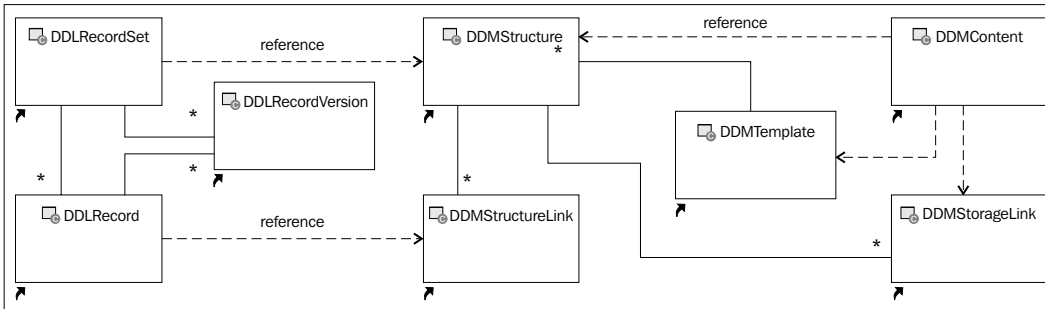 DDLRecordSet
reference
DDMStructure
*
reference
DDMContent
DDLRecordVersion
*
*
*
DDMTemplate
DDLRecord
reference
*
DDMStructureLink
*
DDMStorageLink